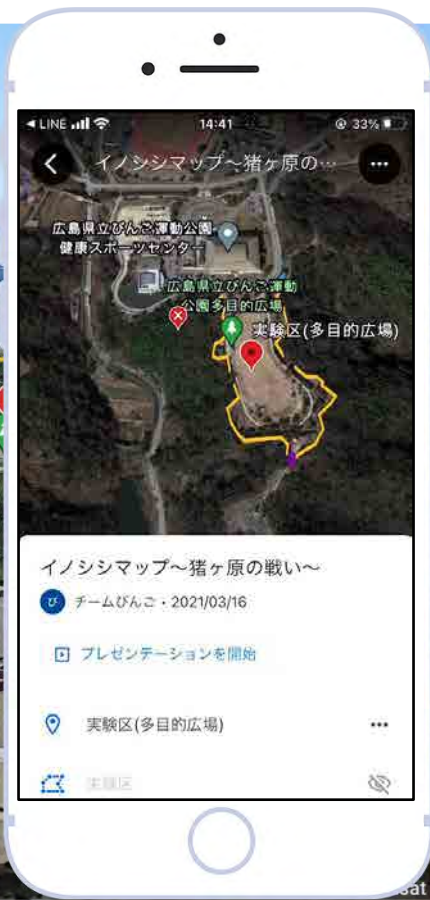 LINE
14:41
33%
イノシシマップ～猪ヶ原の…
広島県立びんご運動公園
健康スポーツセンター
広島県立びんご運動
公園多目的広場
実験区(多目的広場)
イノシシマップ～猪ヶ原の戦い～
び チームびんご・2021/03/16
プレゼンテーションを開始
実験区(多目的広場)
実験区